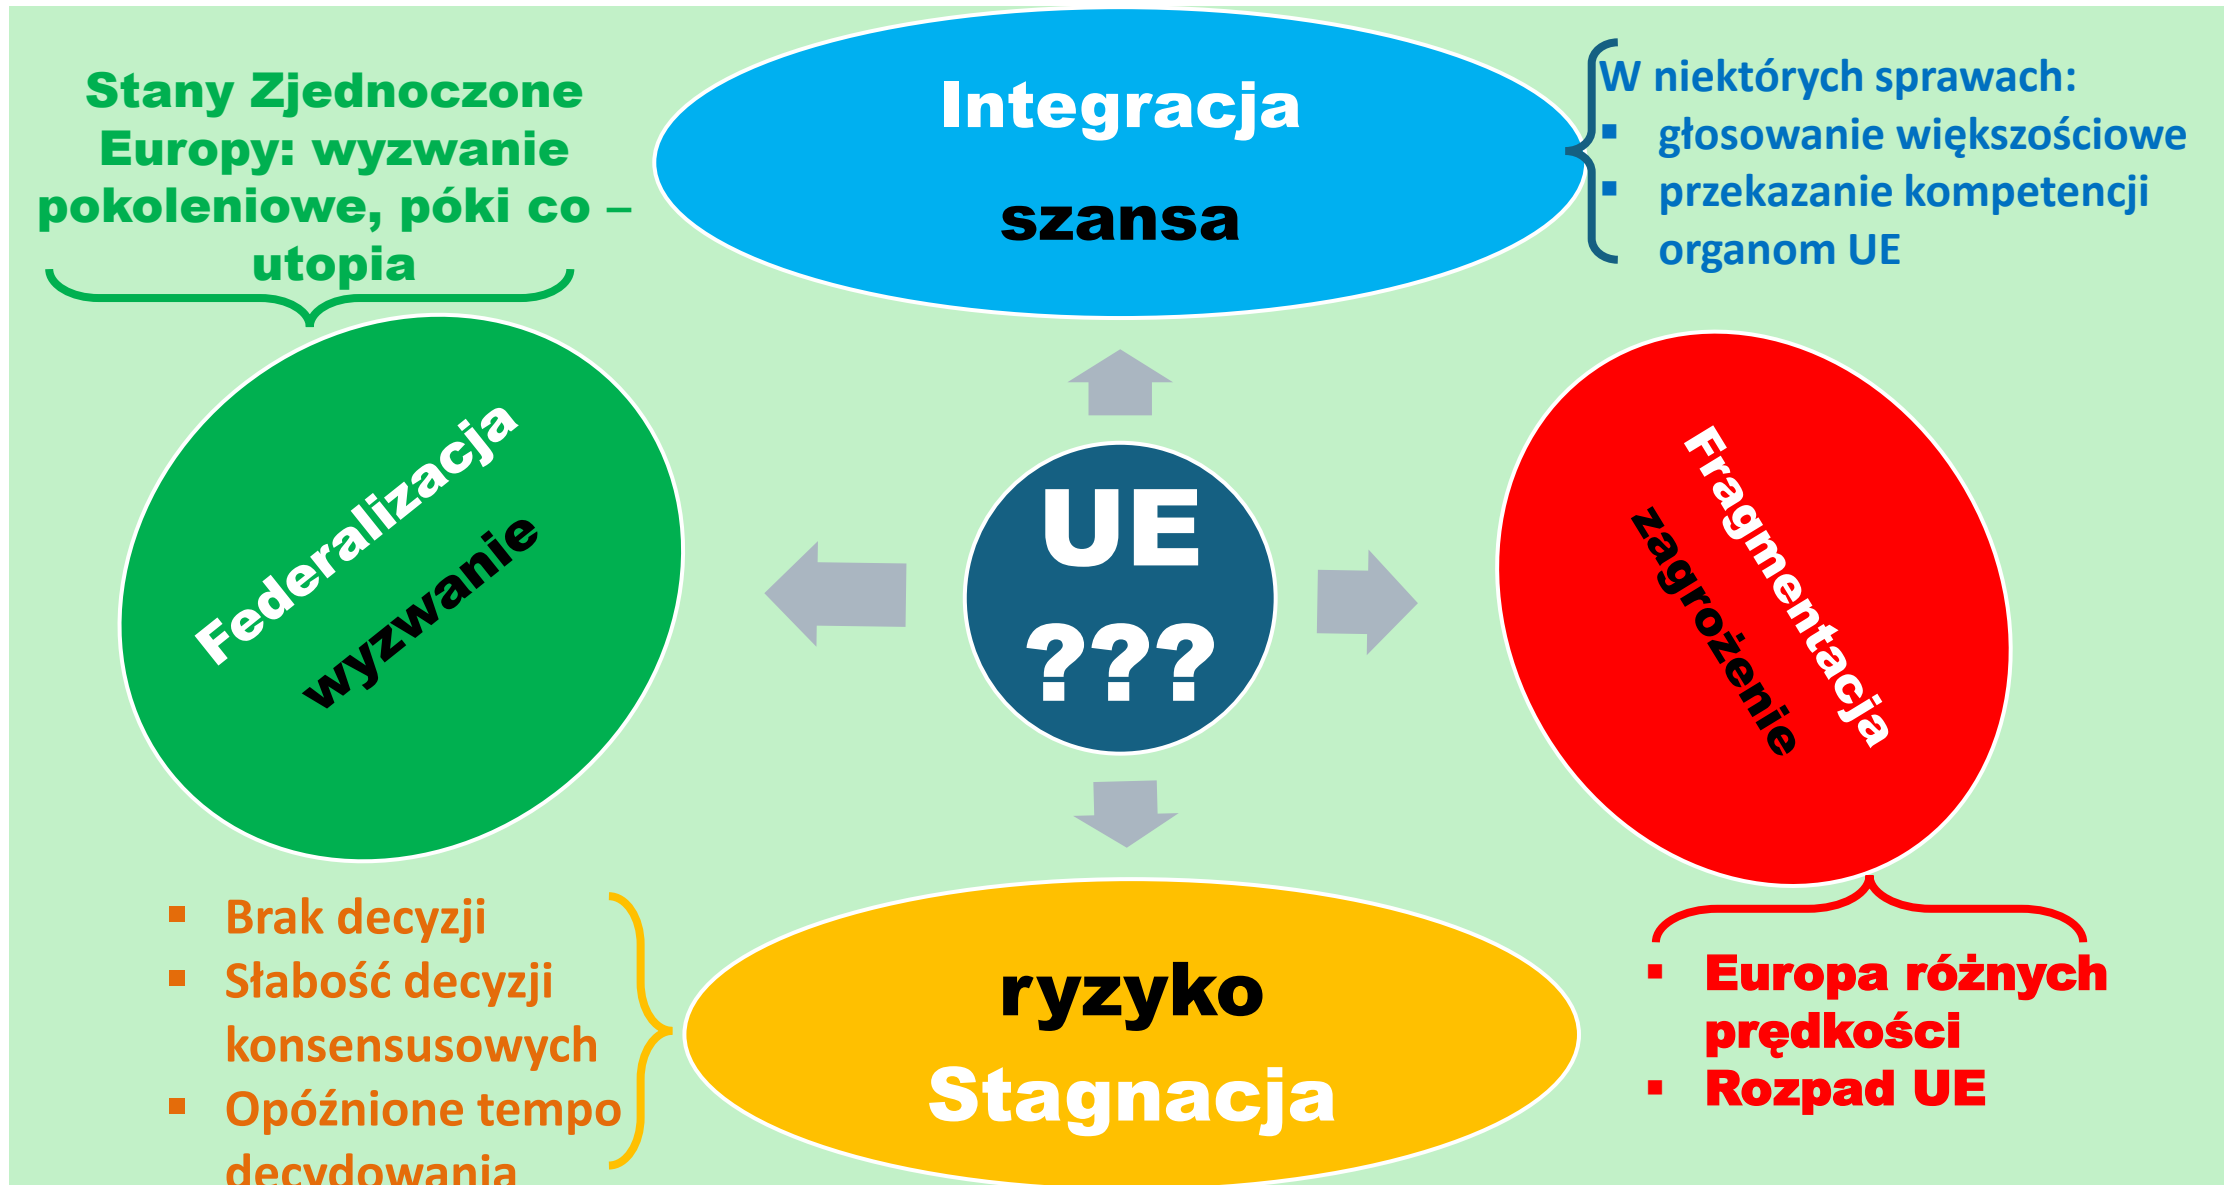 Stany Zjednoczone
Europy: wyzwanie
pokoleniowe, póki co –
utopia
Integracja
szansa
W niektórych sprawach:
▪ głosowanie większościowe
▪ przekazanie kompetencji
organom UE
Federalizacja
wyzwanie
UE
???
Fragmentacja
zagrożenie
▪ Brak decyzji
▪ Słabość decyzji
konsensusowych
▪ Opóźnione tempo
decydowania
ryzyko
Stagnacja
▪ Europa różnych
prędkości
▪ Rozpad UE